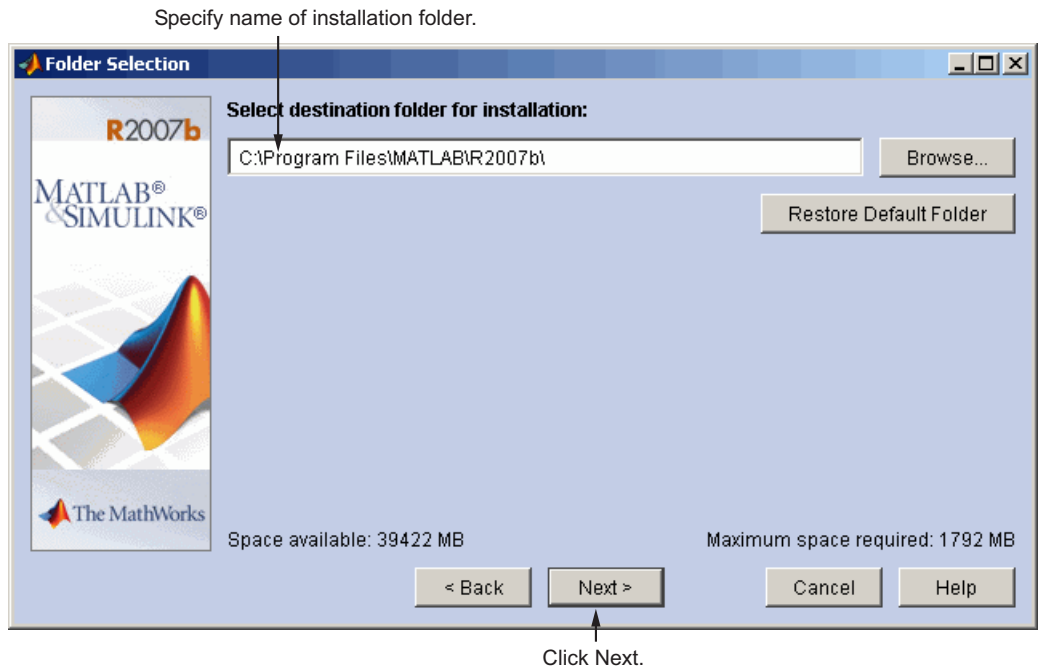 Specify name of installation folder.
Folder Selection
R2007b
Select destination folder for installation:
C:\Program Files\MATLAB\R2007b\
Browse...
MATLAB®
&SIMULINK®
Restore Default Folder
The MathWorks
Space available: 39422 MB
Maximum space required: 1792 MB
< Back
Next >
Cancel
Help
Click Next.